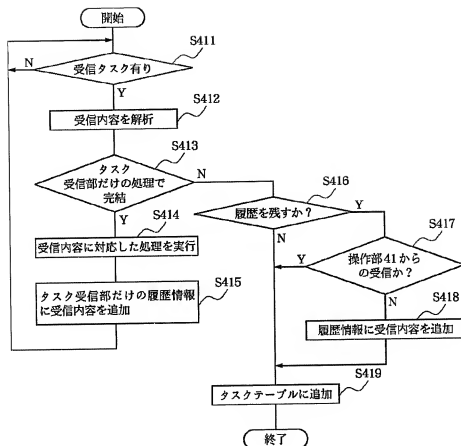 開始
S411
N
受信タスク有り
Y
S412
受信内容を解析
S413
タスク
受信部だけの処理で
完結
N
Y
S416
履歴を残すか？
Y
N
S414
受信内容に対応した処理を実行
S417
操作部41から
の受信か？
Y
N
S415
タスク受信部だけの履歴情報
に受信内容を追加
S418
履歴情報に受信内容を追加
S419
タスクテーブルに追加
終了